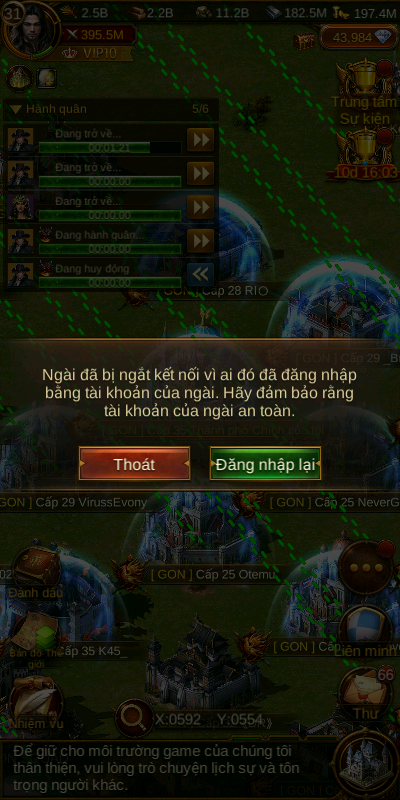 31
2.5B
2.2B
11.2B
182.5M
197.4M
395.5M
VIP10
43,984
Trung tâm
Sự kiện
10d 16:03
Hành quân
5/6
Đang trở về...
00:01:21
Đang trở về...
00:00:00
Đang trở về...
00:00:00
Đang hành quân...
00:00:00
Đang huy động
00:00:00
[ GON ] Cấp 28 RIO
[ GON ] Cấp 29
Ngài đã bị ngắt kết nối vì ai đó đã đăng nhập
bằng tài khoản của ngài. Hãy đảm bảo rằng
tài khoản của ngài an toàn.
Thoát
Đăng nhập lại
GON ] Cấp 29 VirussEvony
[ GON ] Cấp 25 NeverG
[ GON ] Cấp 25 Otemu
Đánh dấu
Bản đồ Thế
giới
Cấp 35 K45_
[ GON ]
Liên minh
66
Nhiệm vụ
X:0592 Y:0554
Thư
Để giữ cho môi trường game của chúng tôi
thân thiện, vui lòng trò chuyện lịch sự và tôn
trọng người khác.